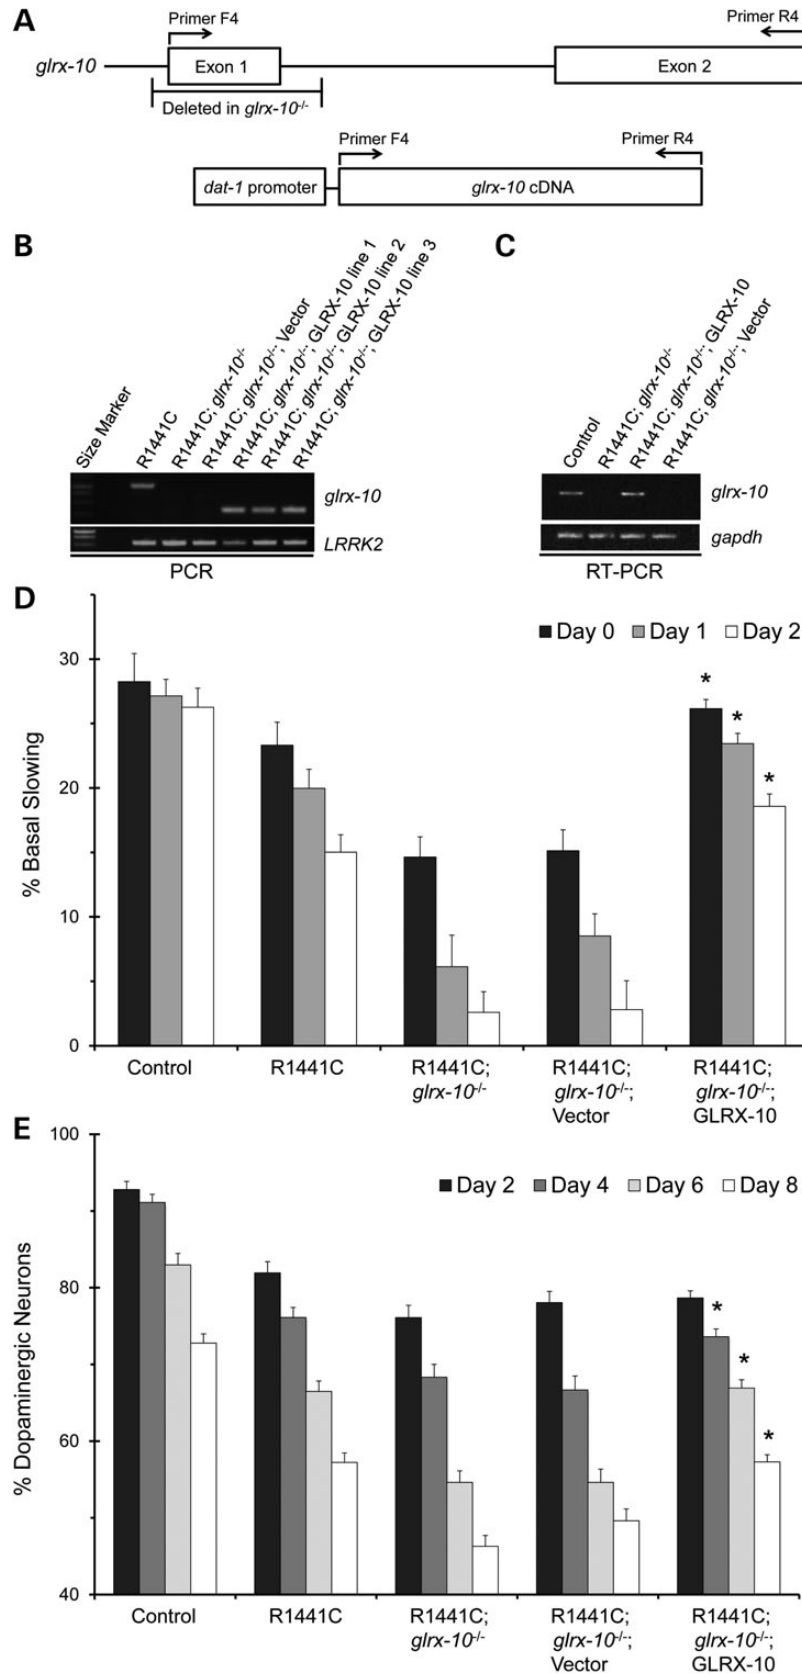 A
Primer F4
Primer R4
glrx-10
Exon 1
Exon 2
Deleted in glrx-10-/-
Primer F4
Primer R4
dat-1 promoter
glrx-10 cDNA
B
Size Marker
R1441C
R1441C; glrx-10-/-
R1441C; glrx-10-/-; Vector
R1441C; glrx-10-/-; GLRX-10 line 1
R1441C; glrx-10-/-; GLRX-10 line 2
R1441C; glrx-10-/-; GLRX-10 line 3
glrx-10
LRRK2
PCR
C
Control
R1441C; glrx-10-/-
R1441C; glrx-10-/-; GLRX-10
R1441C; glrx-10-/-; Vector
glrx-10
gapdh
RT-PCR
D
Day 0 Day 1 Day 2
% Basal Slowing
30
20
10
0
* * *
Control
R1441C
R1441C;
glrx-10-/-
R1441C;
glrx-10-/-;
Vector
R1441C;
glrx-10-/-;
GLRX-10
E
Day 2 Day 4 Day 6 Day 8
% Dopaminergic Neurons
100
80
60
40
* * *
Control
R1441C
R1441C;
glrx-10-/-
R1441C;
glrx-10-/-;
Vector
R1441C;
glrx-10-/-;
GLRX-10